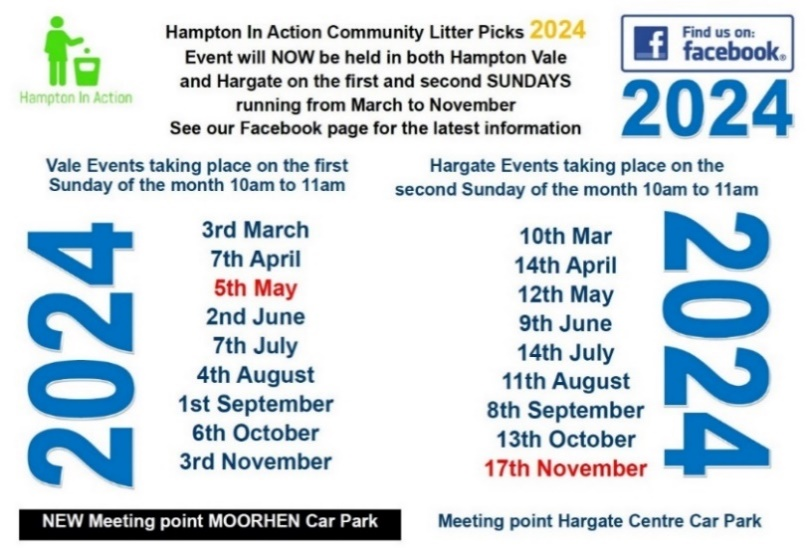 Hampton In Action
Hampton In Action Community Litter Picks 2024
Event will NOW be held in both Hampton Vale
and Hargate on the first and second SUNDAYS
running from March to November
See our Facebook page for the latest information
f Find us on:
facebook®
2024
Vale Events taking place on the first
Sunday of the month 10am to 11am
2024
3rd March
7th April
5th May
2nd June
7th July
4th August
1st September
6th October
3rd November
NEW Meeting point MOORHEN Car Park
Hargate Events taking place on the
second Sunday of the month 10am to 11am
10th Mar
14th April
12th May
9th June
14th July
11th August
8th September
13th October
17th November
2024
Meeting point Hargate Centre Car Park